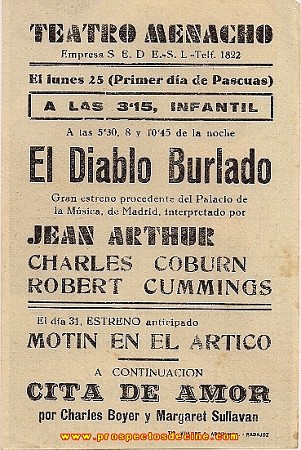 TEATRO MENACHO
Empresa S E D E.-S. L.-Telf. 1822
El lunes 25 (Primer día de Pascuas)
A LAS 3'15, INFANTIL
A las 5'30, 8 y 10'45 de la noche
El Diablo Burlado
Gran estreno procedente del Palacio de
la Música, de Madrid, interpretado por
JEAN ARTHUR
CHARLES COBURN
ROBERT CUMMINGS
El día 31, ESTRENO anticipado
MOTIN EN EL ARTICO
A CONTINUACION
CITA DE AMOR
por Charles Boyer y Margaret Sullavan
BADAJOZ
www.prospectosdecine.com